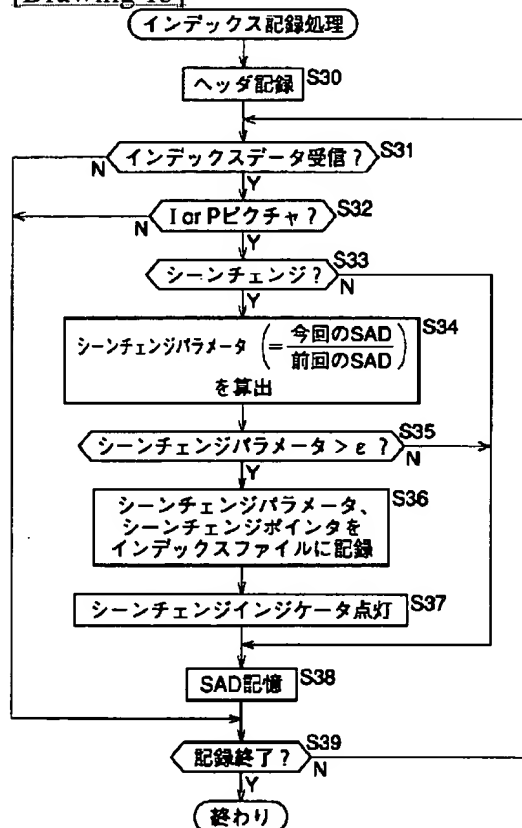 インデックス記録処理
ヘッダ記録 S30
インデックスデータ受信? S31
N
Y
I or Pピクチャ? S32
N
Y
シーンチェンジ? S33
N
Y
シーンチェンジパラメータ (=今回のSAD/前回のSAD) S34
を算出
シーンチェンジパラメータ > ε ? S35
N
Y
シーンチェンジパラメータ、 S36
シーンチェンジポインタを
インデックスファイルに記録
シーンチェンジインジケータ点灯 S37
SAD記憶 S38
記録終了? S39
N
Y
終わり